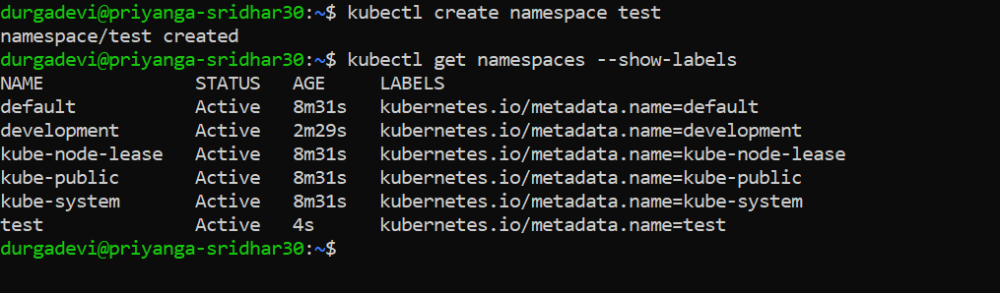 durgadevi@priyanga-sridhar30:~$ kubectl create namespace test
namespace/test created
durgadevi@priyanga-sridhar30:~$ kubectl get namespaces --show-labels
NAME              STATUS   AGE     LABELS
default           Active   8m31s   kubernetes.io/metadata.name=default
development       Active   2m29s   kubernetes.io/metadata.name=development
kube-node-lease   Active   8m31s   kubernetes.io/metadata.name=kube-node-lease
kube-public       Active   8m31s   kubernetes.io/metadata.name=kube-public
kube-system       Active   8m31s   kubernetes.io/metadata.name=kube-system
test              Active   4s      kubernetes.io/metadata.name=test
durgadevi@priyanga-sridhar30:~$